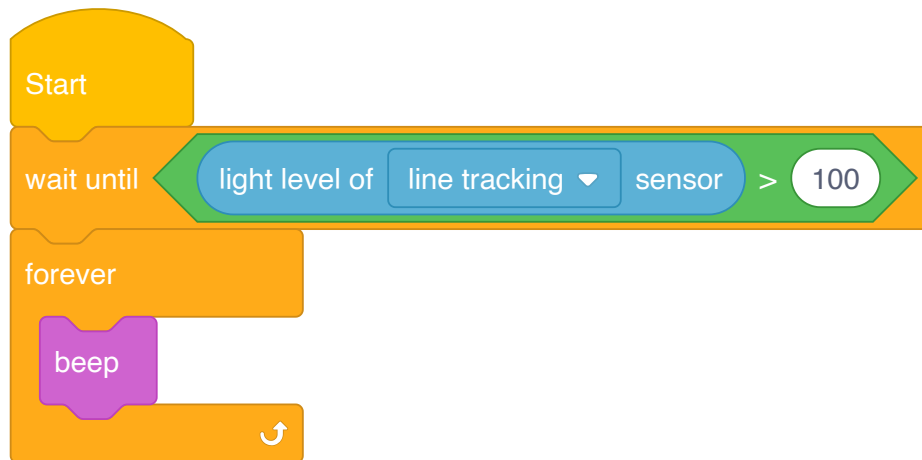 Start
wait until light level of line tracking sensor > 100
forever
beep